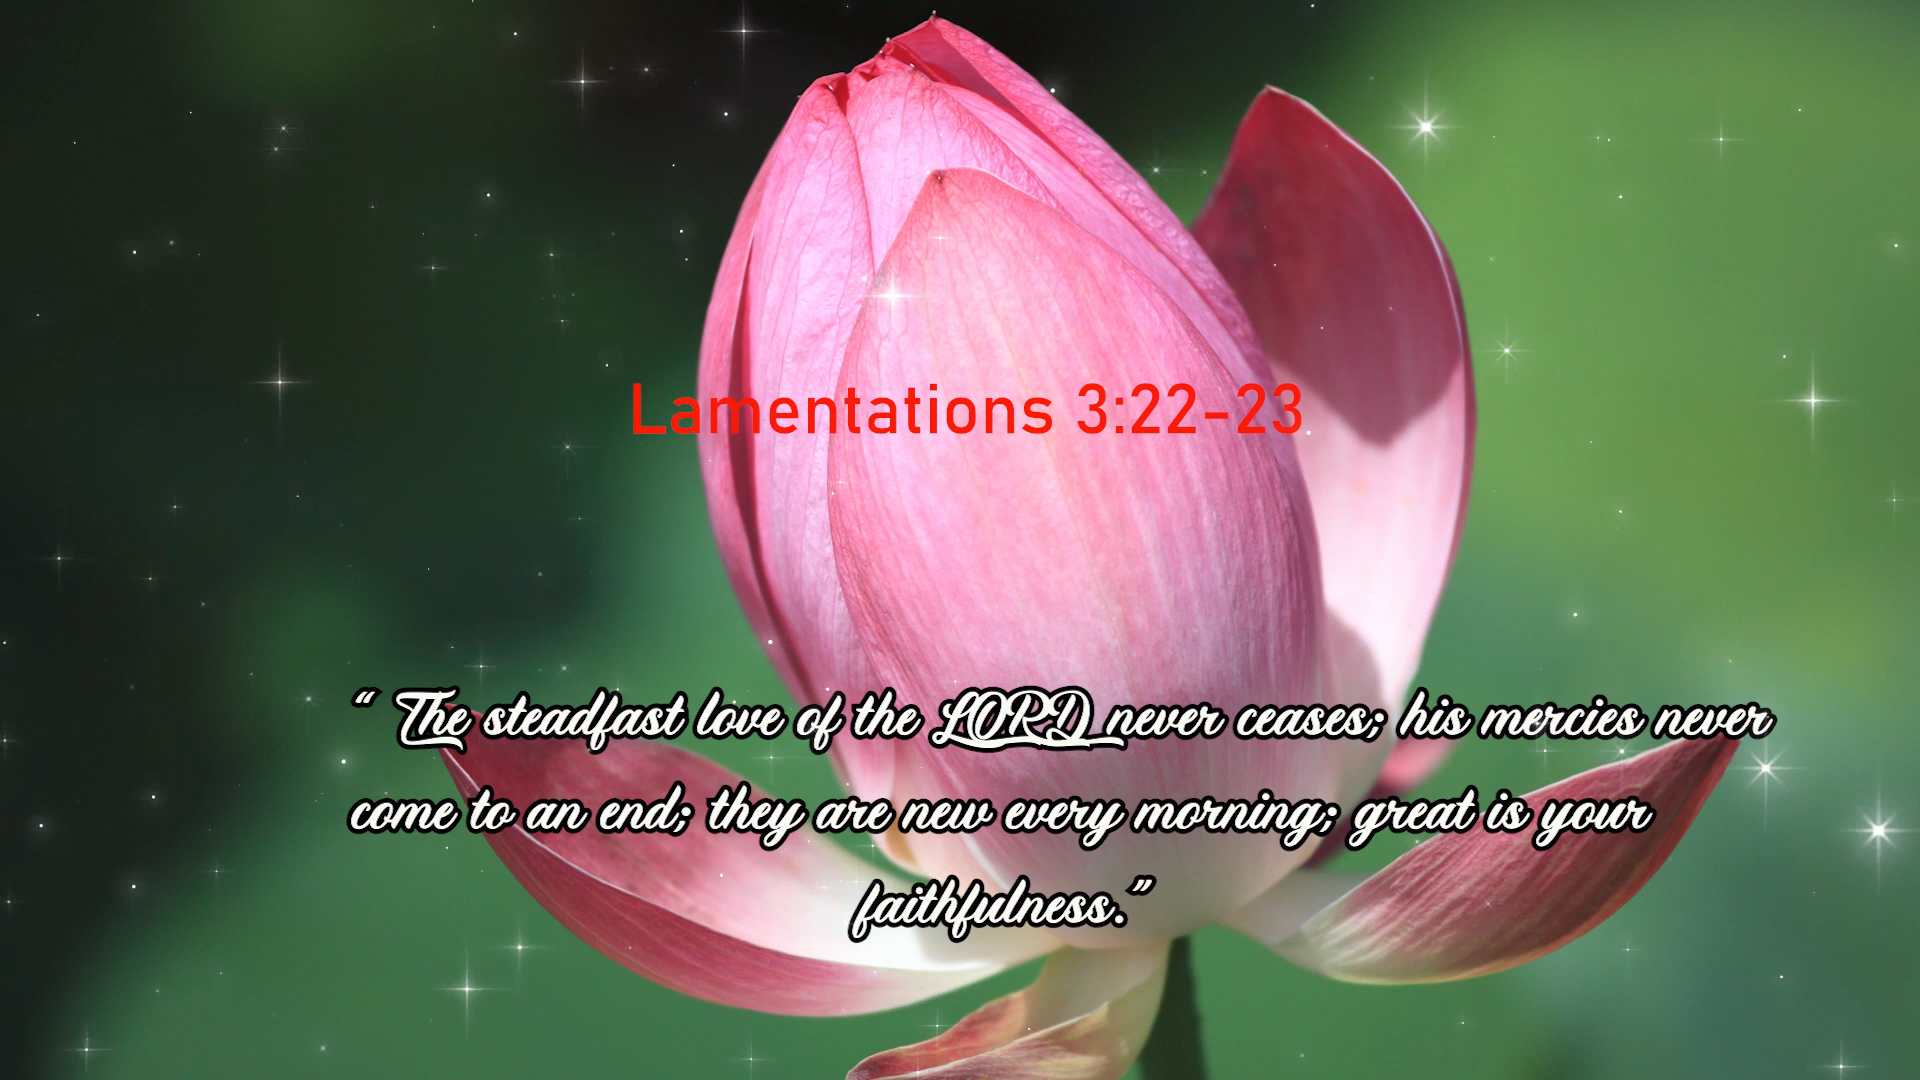 Lamentations 3:22-23
“ The steadfast love of the LORD never ceases; his mercies never
come to an end; they are new every morning; great is your
faithfulness.”